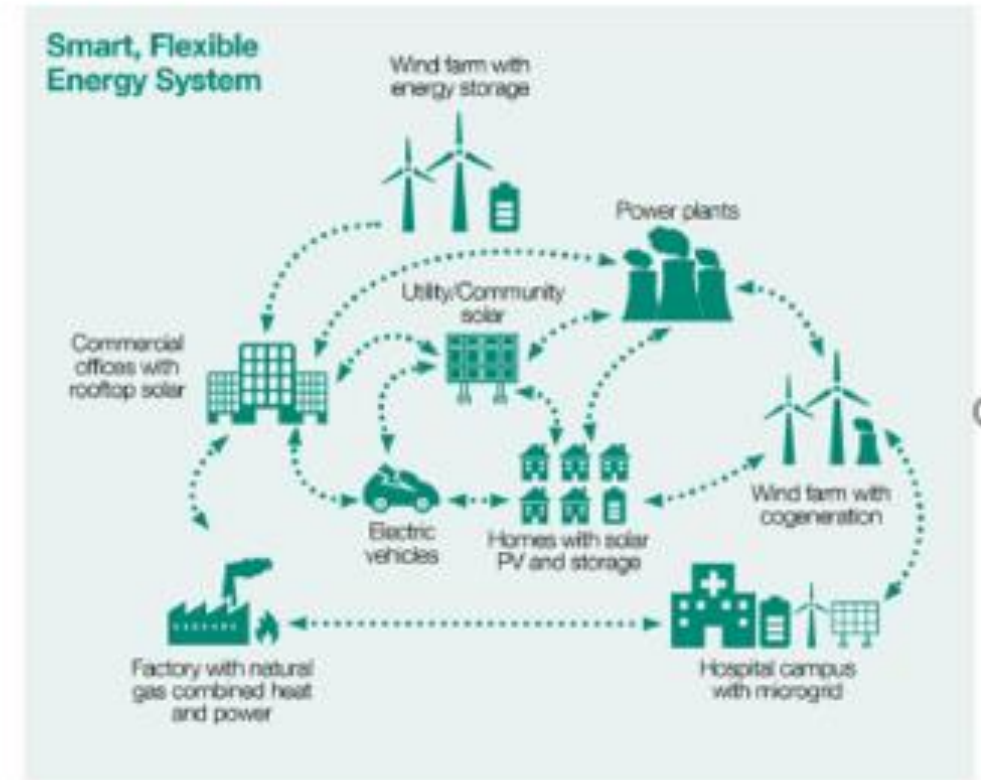 Smart, Flexible
Energy System
Wind farm with
energy storage
Power plants
Utility/Community
solar
Commercial
offices with
rooftop solar
Electric
vehicles
Homes with solar
PV and storage
Wind farm with
cogeneration
Factory with natural
gas combined heat
and power
Hospital campus
with microgrid